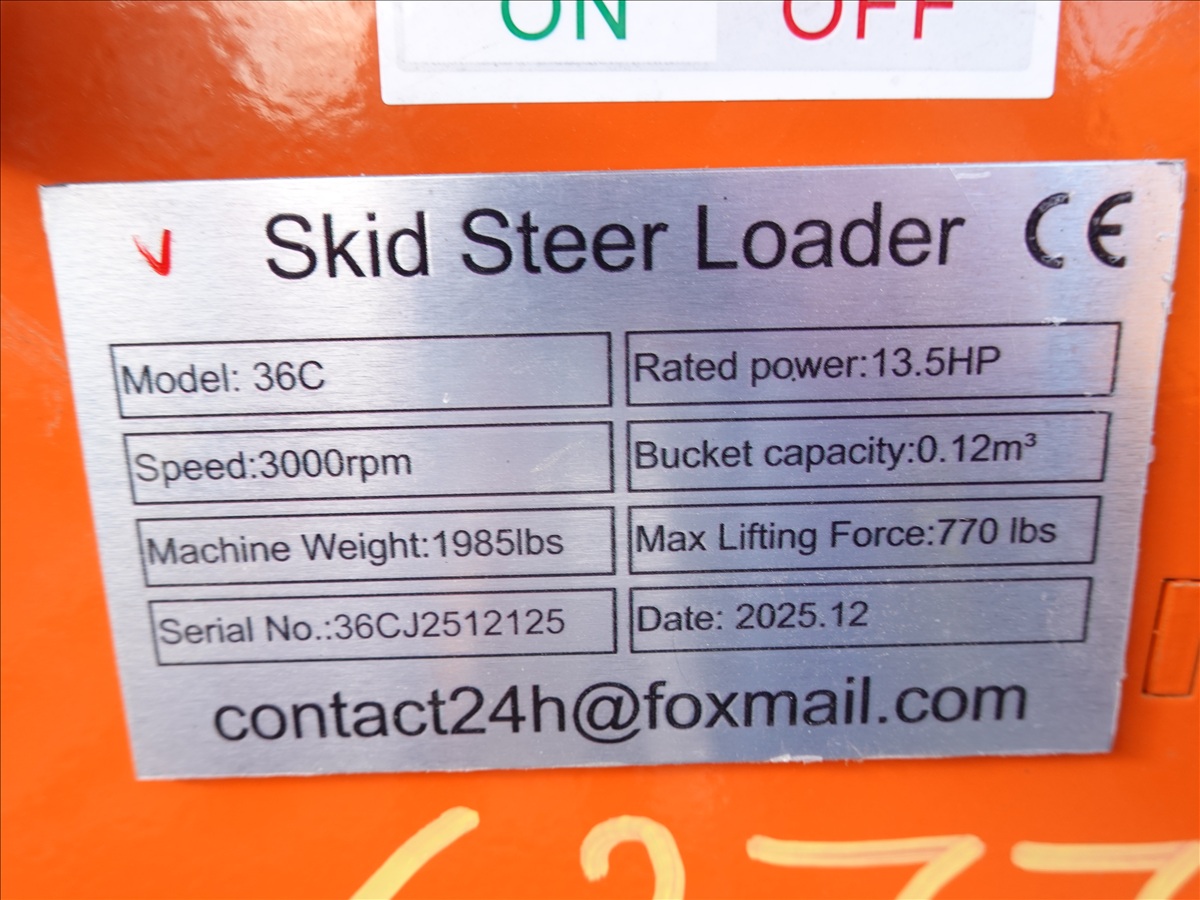 ON OFF
Skid Steer Loader CE
Model: 36C
Rated power:13.5HP
Speed:3000rpm
Bucket capacity:0.12m³
Machine Weight:1985lbs
Max Lifting Force:770 lbs
Serial No.:36CJ2512125
Date: 2025.12
contact24h@foxmail.com